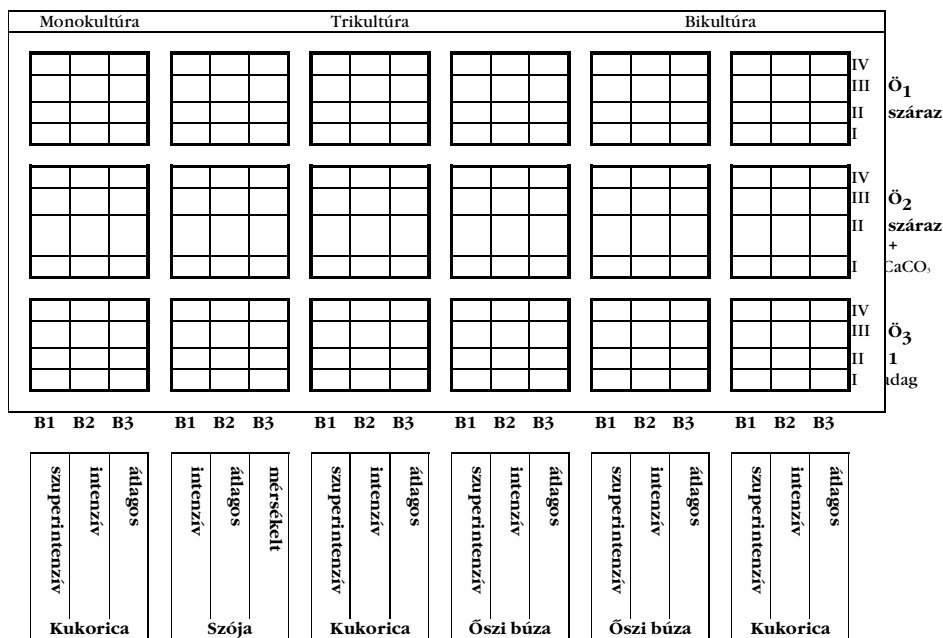 Monokultúra Trikultúra Bikultúra
IV
III Ö1
II száraz
I
IV
III Ö2
II száraz
+
I CaCO3
IV
III Ö3
II 1
I adag
B1 B2 B3 B1 B2 B3 B1 B2 B3 B1 B2 B3 B1 B2 B3 B1 B2 B3
szuperintenzív intenzív átlagos intenzív átlagos mérsékelt szuperintenzív intenzív átlagos szuperintenzív intenzív átlagos szuperintenzív intenzív átlagos szuperintenzív intenzív átlagos
Kukorica Szója Kukorica Őszi búza Őszi búza Kukorica